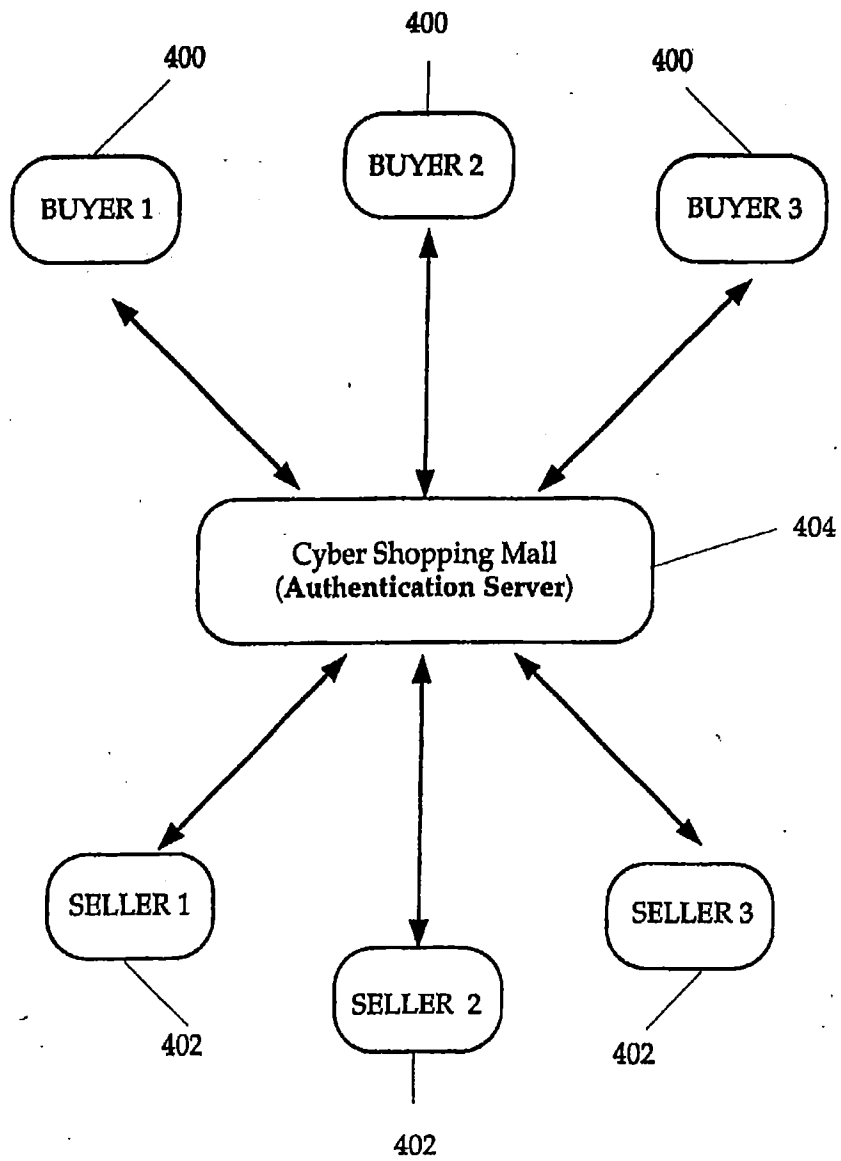 400
400
400
BUYER 1
BUYER 2
BUYER 3
Cyber Shopping Mall
(Authentication Server)
404
SELLER 1
SELLER 2
SELLER 3
402
402
402